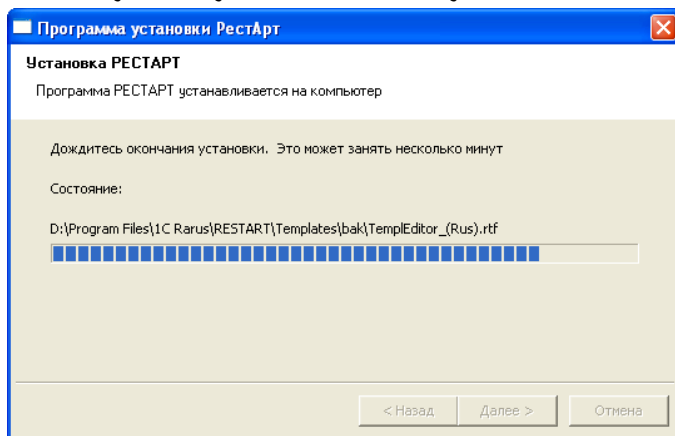 Программа установки РестАрт
Установка РЕСТАРТ
Программа РЕСТАРТ устанавливается на компьютер
Дождитесь окончания установки. Это может занять несколько минут
Состояние:
D:\Program Files\1C Rarus\RESTART\Templates\bak\TemplEditor_(Rus).rtf
< Назад Далее > Отмена